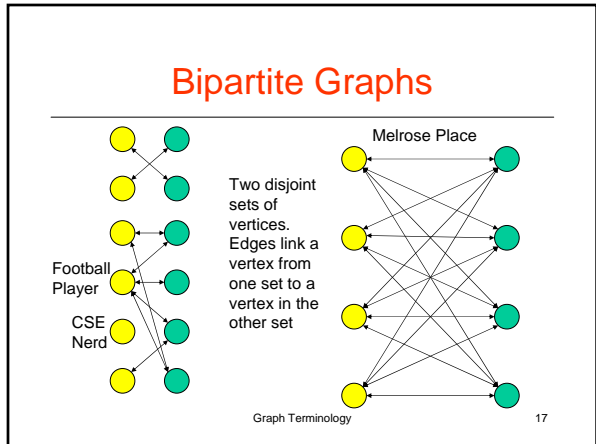 Bipartite Graphs
Melrose Place
Two disjoint
sets of
vertices.
Edges link a
vertex from
one set to a
vertex in the
other set
Football
Player
CSE
Nerd
Graph Terminology
17